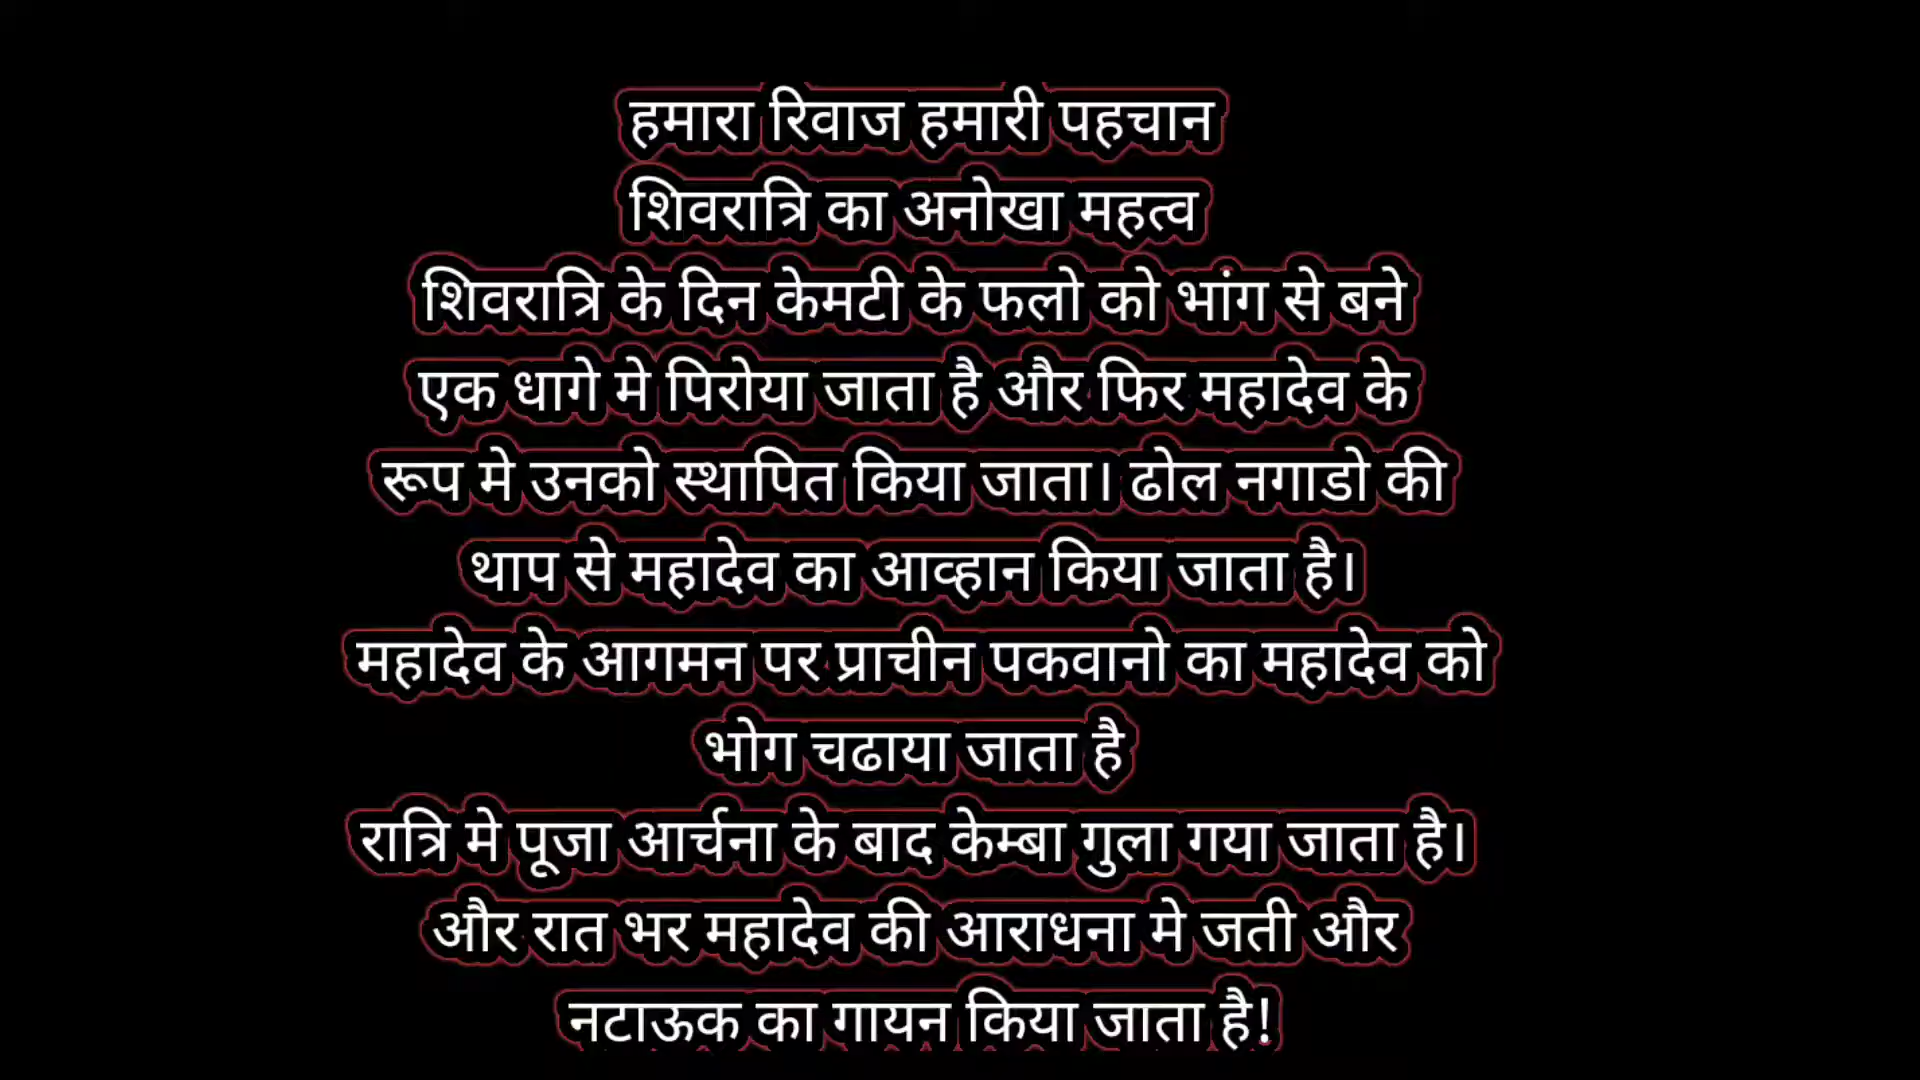 हमारा रिवाज हमारी पहचान
शिवरात्रि का अनोखा महत्व
शिवरात्रि के दिन केमटी के फलो को भांग से बने
एक धागे मे पिरोया जाता है और फिर महादेव के
रूप मे उनको स्थापित किया जाता। ढोल नगाडो की
थाप से महादेव का आव्हान किया जाता है।
महादेव के आगमन पर प्राचीन पकवानो का महादेव को
भोग चढाया जाता है
रात्रि मे पूजा आर्चना के बाद केम्बा गुला गया जाता है।
और रात भर महादेव की आराधना मे जती और
नटाऊक का गायन किया जाता है!